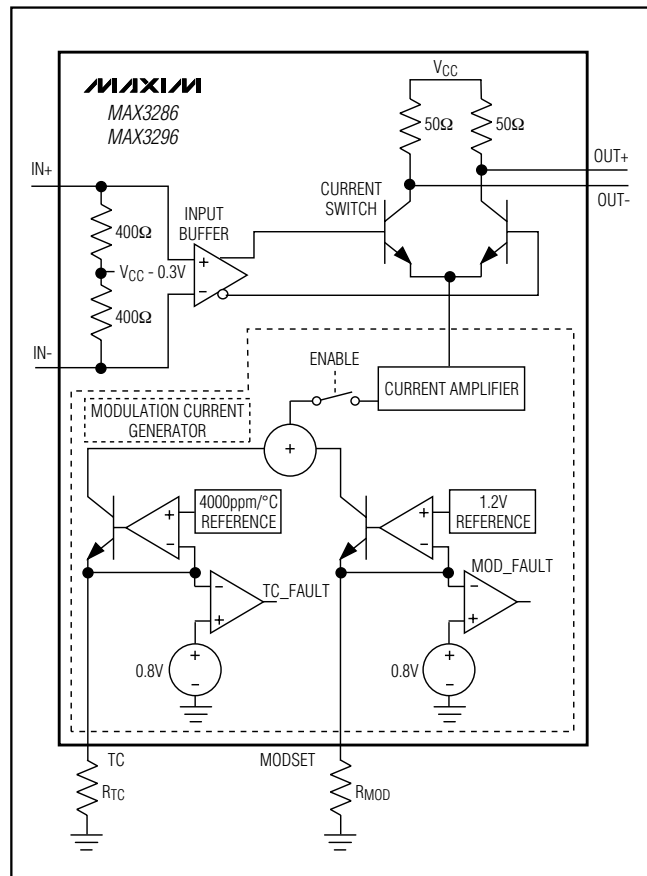 VCC
MAXIM
MAX3286
MAX3296
50Ω
50Ω
IN+
OUT+
OUT-
CURRENT
SWITCH
INPUT
BUFFER
400Ω
+
VCC - 0.3V
−
400Ω
IN-
ENABLE
CURRENT AMPLIFIER
MODULATION CURRENT
GENERATOR
+
4000ppm/°C
REFERENCE
+
−
1.2V
REFERENCE
+
−
TC_FAULT
−
+
MOD_FAULT
−
+
0.8V
+
−
0.8V
+
−
TC
MODSET
RTC
RMOD